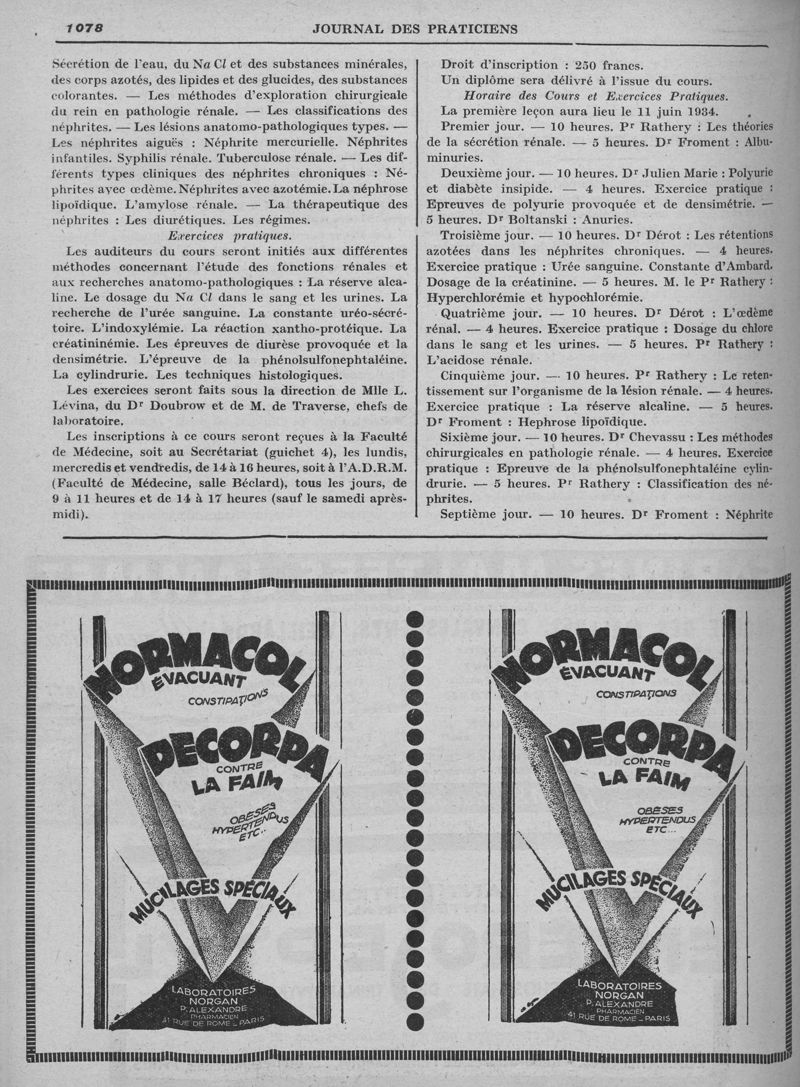 1078
JOURNAL DES PRATICIENS
Sécrétion de l'eau, du Na Cl et des substances minérales,
des corps azotés, des lipides et des glucides, des substances
colorantes. — Les méthodes d'exploration chirurgicale
du rein en pathologie rénale. — Les classifications des
néphrites. — Les lésions anatomo-pathologiques types. —
Les néphrites aiguës : Néphrite mercurielle. Néphrites
infantiles. Syphilis rénale. Tuberculose rénale. — Les dif-
férents types cliniques des néphrites chroniques : Né-
phrites avec œdème. Néphrites avec azotémie. La néphrose
lipoïdique. L'amylose rénale. — La thérapeutique des
néphrites : Les diurétiques. Les régimes.
Exercices pratiques.
Les auditeurs du cours seront initiés aux différentes
méthodes concernant l'étude des fonctions rénales et
aux recherches anatomo-pathologiques : La réserve alca-
line. Le dosage du Na Cl dans le sang et les urines. La
recherche de l'urée sanguine. La constante uréo-sécré-
toire. L'indoxylémie. La réaction xantho-protéique. La
créatininémie. Les épreuves de diurèse provoquée et la
densimétrie. L'épreuve de la phénolsulfonephtaléine.
La cylindrurie. Les techniques histologiques.
Les exercices seront faits sous la direction de Mlle L.
Lévina, du Dr Doubrow et de M. de Traverse, chefs de
laboratoire.
Les inscriptions à ce cours seront reçues à la Faculté
de Médecine, soit au Secrétariat (guichet 4), les lundis,
mercredis et vendredis, de 14 à 16 heures, soit à l'A.D.R.M.
(Faculté de Médecine, salle Béclard), tous les jours, de
9 à 11 heures et de 14 à 17 heures (sauf le samedi après-
midi).
Droit d'inscription : 250 francs.
Un diplôme sera délivré à l'issue du cours.
Horaire des Cours et Exercices Pratiques.
La première leçon aura lieu le 11 juin 1934.
Premier jour. — 10 heures. Pr Rathery : Les théories
de la sécrétion rénale. — 5 heures. Dr Froment : Albu-
minuries.
Deuxième jour. — 10 heures. Dr Julien Marie : Polyurie
et diabète insipide. — 4 heures. Exercice pratique :
Epreuves de polyurie provoquée et de densimétrie. —
5 heures. Dr Boltanski : Anuries.
Troisième jour. — 10 heures. Dr Dérot : Les rétentions
azotées dans les néphrites chroniques. — 4 heures.
Exercice pratique : Urée sanguine. Constante d'Ambard.
Dosage de la créatinine. — 5 heures. M. le Pr Rathery :
Hyperchlorémie et hypochlorémie.
Quatrième jour. — 10 heures. Dr Dérot : L'œdème
rénal. — 4 heures. Exercice pratique : Dosage du chlore
dans le sang et les urines. — 5 heures. Pr Rathery :
L'acidose rénale.
Cinquième jour. — 10 heures. Pr Rathery : Le reten-
tissement sur l'organisme de la lésion rénale. — 4 heures.
Exercice pratique : La réserve alcaline. — 5 heures.
Dr Froment : Hephrose lipoïdique.
Sixième jour. — 10 heures. Dr Chevassu : Les méthodes
chirurgicales en pathologie rénale. — 4 heures. Exercice
pratique : Epreuve de la phénolsulfonephtaléine cylin-
drurie. — 5 heures. Pr Rathery : Classification des né-
phrites.
Septième jour. — 10 heures. Dr Froment : Néphrite
NORMACOL
ÉVACUANT
CONSTIPATIONS
DECORPA
CONTRE
LA FAIM
OBÈSES
HYPERTENDUS
ETC...
MUCILAGES SPÉCIAUX
LABORATOIRES
NORGAN
P. ALEXANDRE
PHARMACIEN
41 RUE DE ROME _ PARIS
NORMACOL
ÉVACUANT
CONSTIPATIONS
DECORPA
CONTRE
LA FAIM
OBÈSES
HYPERTENDUS
ETC...
MUCILAGES SPÉCIAUX
LABORATOIRES
NORGAN
P. ALEXANDRE
PHARMACIEN
41 RUE DE ROME _ PARIS